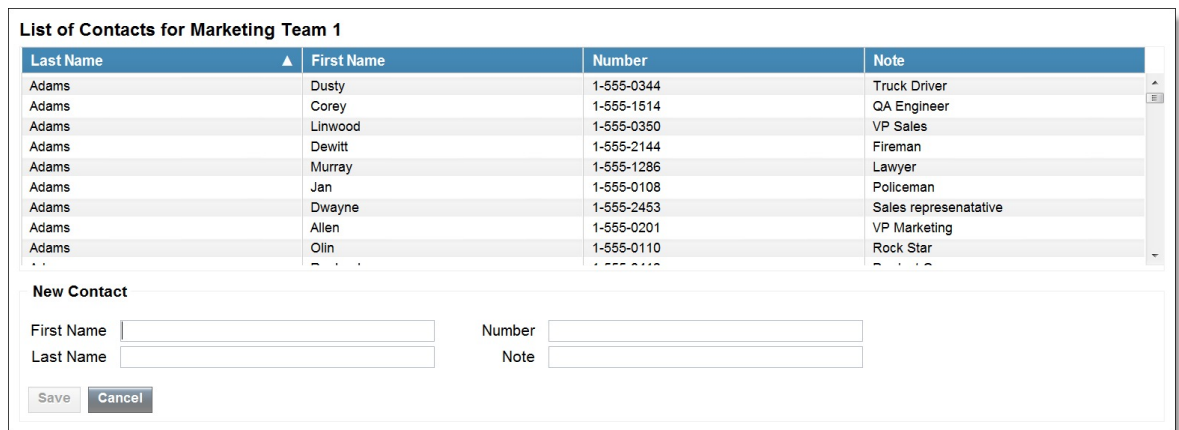 List of Contacts for Marketing Team 1
Last Name ▲ First Name Number Note
Adams Dusty 1-555-0344 Truck Driver
Adams Corey 1-555-1514 QA Engineer
Adams Linwood 1-555-0350 VP Sales
Adams Dewitt 1-555-2144 Fireman
Adams Murray 1-555-1286 Lawyer
Adams Jan 1-555-0108 Policeman
Adams Dwayne 1-555-2453 Sales represenatative
Adams Allen 1-555-0201 VP Marketing
Adams Olin 1-555-0110 Rock Star
New Contact
First Name Number
Last Name Note
Save Cancel